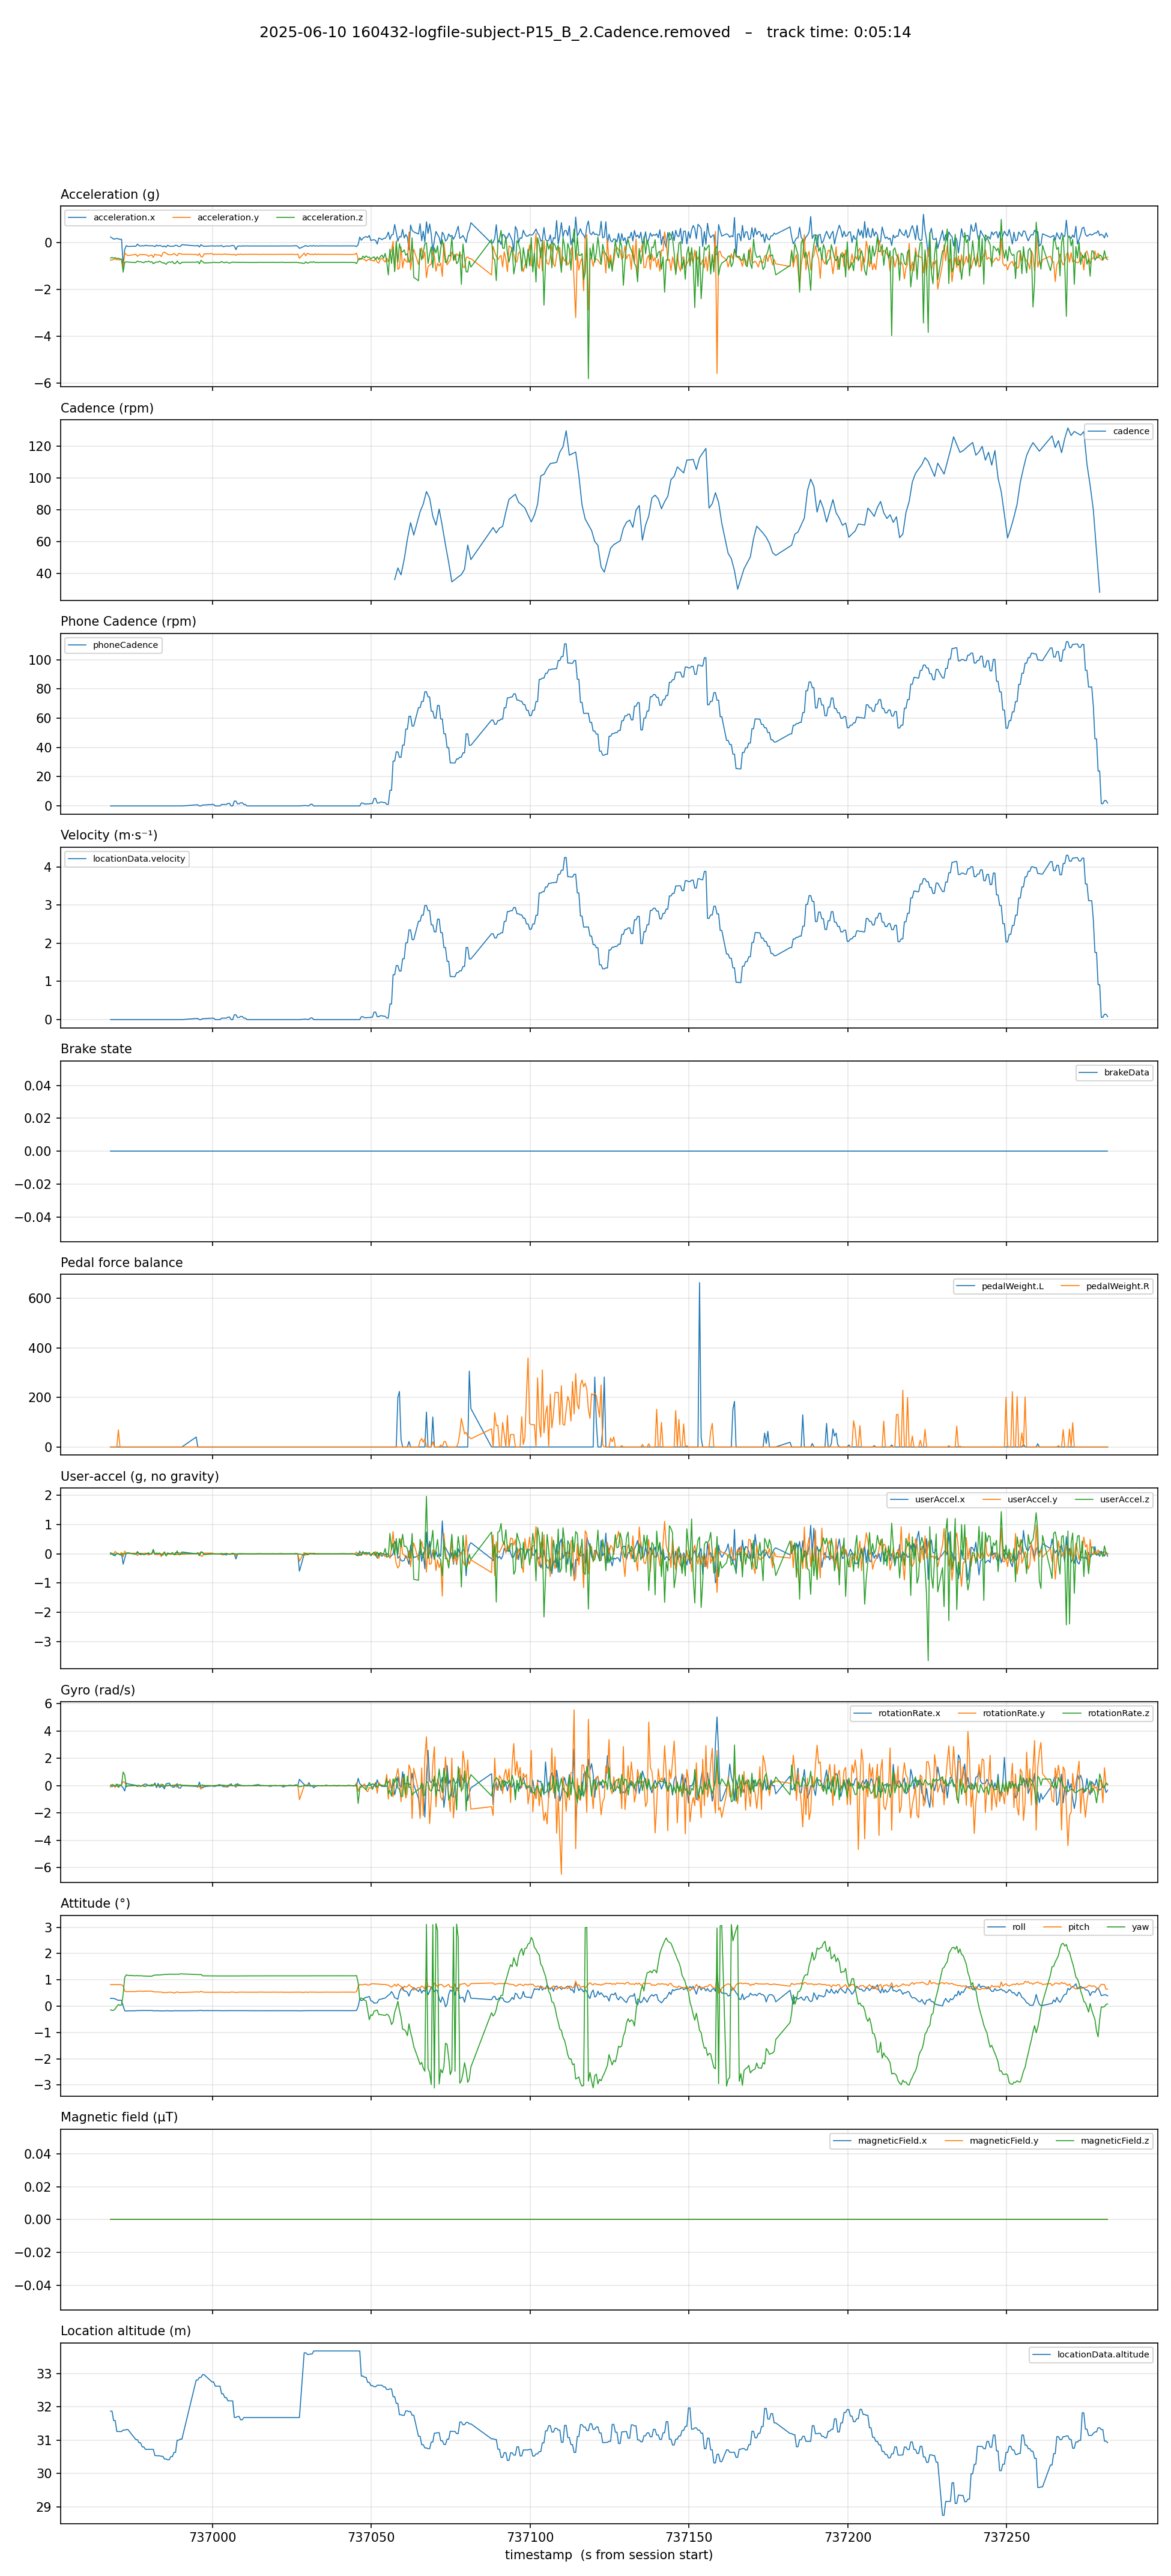 2025-06-10 160432-logfile-subject-P15_B_2.Cadence.removed – track time: 0:05:14
Acceleration (g)
acceleration.x acceleration.y acceleration.z
0
−2
−4
−6
Cadence (rpm)
cadence
120
100
80
60
40
Phone Cadence (rpm)
phoneCadence
100
80
60
40
20
0
Velocity (m·s⁻¹)
locationData.velocity
4
3
2
1
0
Brake state
brakeData
0.04
0.02
0.00
−0.02
−0.04
Pedal force balance
pedalWeight.L pedalWeight.R
600
400
200
0
User-accel (g, no gravity)
userAccel.x userAccel.y userAccel.z
2
1
0
−1
−2
−3
Gyro (rad/s)
rotationRate.x rotationRate.y rotationRate.z
6
4
2
0
−2
−4
−6
Attitude (°)
roll pitch yaw
3
2
1
0
−1
−2
−3
Magnetic field (µT)
magneticField.x magneticField.y magneticField.z
0.04
0.02
0.00
−0.02
−0.04
Location altitude (m)
locationData.altitude
33
32
31
30
29
737000 737050 737100 737150 737200 737250
timestamp (s from session start)